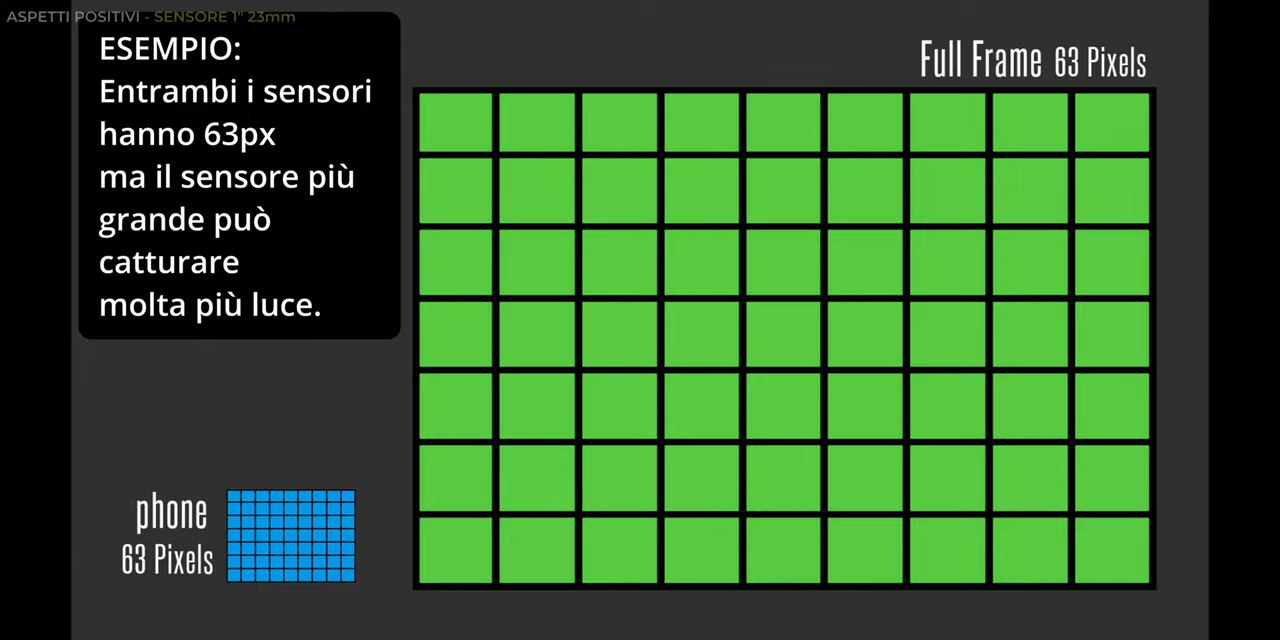 ASPETTI POSITIVI - SENSORE 1" 23mm
ESEMPIO:
Entrambi i sensori
hanno 63px
ma il sensore più
grande può
catturare
molta più luce.
Full Frame 63 Pixels
phone
63 Pixels